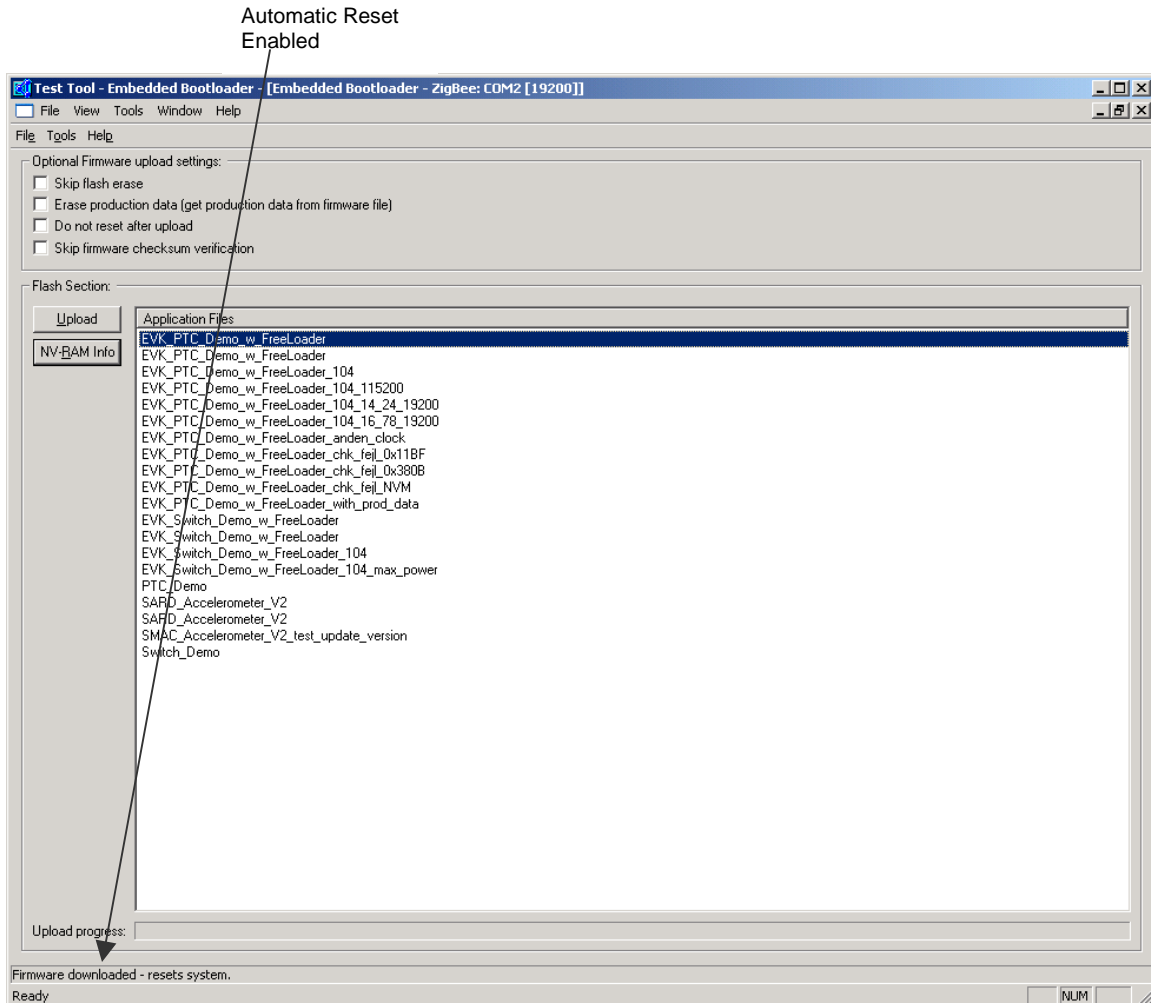 Automatic Reset
Enabled
Test Tool - Embedded Bootloader - [Embedded Bootloader - ZigBee: COM2 [19200]]
File View Tools Window Help
File Tools Help
Optional Firmware upload settings:
Skip flash erase
Erase production data (get production data from firmware file)
Do not reset after upload
Skip firmware checksum verification
Flash Section:
Upload
NV-RAM Info
Application Files
EVK_PTC_Demo_w_FreeLoader
EVK_PTC_Demo_w_FreeLoader
EVK_PTC_Demo_w_FreeLoader_104
EVK_PTC_Demo_w_FreeLoader_104_115200
EVK_PTC_Demo_w_FreeLoader_104_14_24_19200
EVK_PTC_Demo_w_FreeLoader_104_16_78_19200
EVK_PTC_Demo_w_FreeLoader_anden_clock
EVK_PTC_Demo_w_FreeLoader_chk_fejl_0x11BF
EVK_PTC_Demo_w_FreeLoader_chk_fejl_0x380B
EVK_PTC_Demo_w_FreeLoader_chk_fejl_NVM
EVK_PTC_Demo_w_FreeLoader_with_prod_data
EVK_Switch_Demo_w_FreeLoader
EVK_Switch_Demo_w_FreeLoader
EVK_Switch_Demo_w_FreeLoader_104
EVK_Switch_Demo_w_FreeLoader_104_max_power
PTC_Demo
SARD_Accelerometer_V2
SARD_Accelerometer_V2
SMAC_Accelerometer_V2_test_update_version
Switch_Demo
Upload progress:
Firmware downloaded - resets system.
Ready
NUM